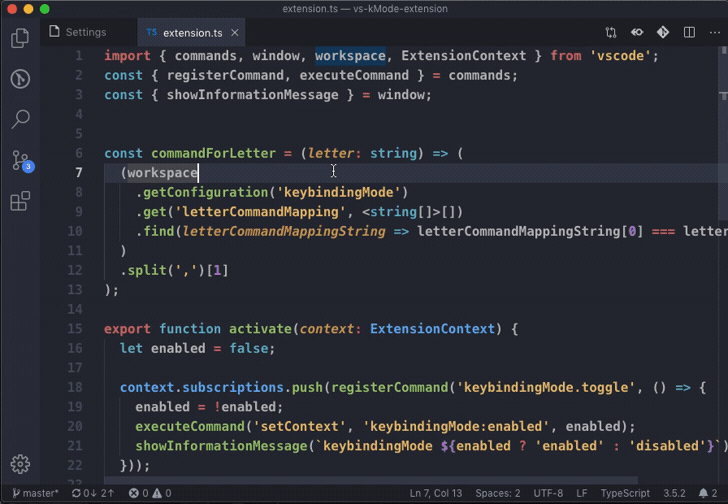 extension.ts — vs-kMode-extension
Settings
TS extension.ts ×
1 import { commands, window, workspace, ExtensionContext } from 'vscode';
2 const { registerCommand, executeCommand } = commands;
3 const { showInformationMessage } = window;
4
5
6 const commandForLetter = (letter: string) => (
7 (workspace
8 .getConfiguration('keybindingMode')
9 .get('letterCommandMapping', <string[]>[])
10 .find(letterCommandMappingString => letterCommandMappingString[0] === letter
11 )
12 .split(',')[1]
13 );
14
15 export function activate(context: ExtensionContext) {
16 let enabled = false;
17
18 context.subscriptions.push(registerCommand('keybindingMode.toggle', () => {
19 enabled = !enabled;
20 executeCommand('setContext', 'keybindingMode:enabled', enabled);
21 showInformationMessage(`keybindingMode ${enabled ? 'enabled' : 'disabled'}`)
22 }));
3
master* 0↓ 2↑ 0 0 Ln 7, Col 13 Spaces: 2 UTF-8 LF TypeScript 3.2.1